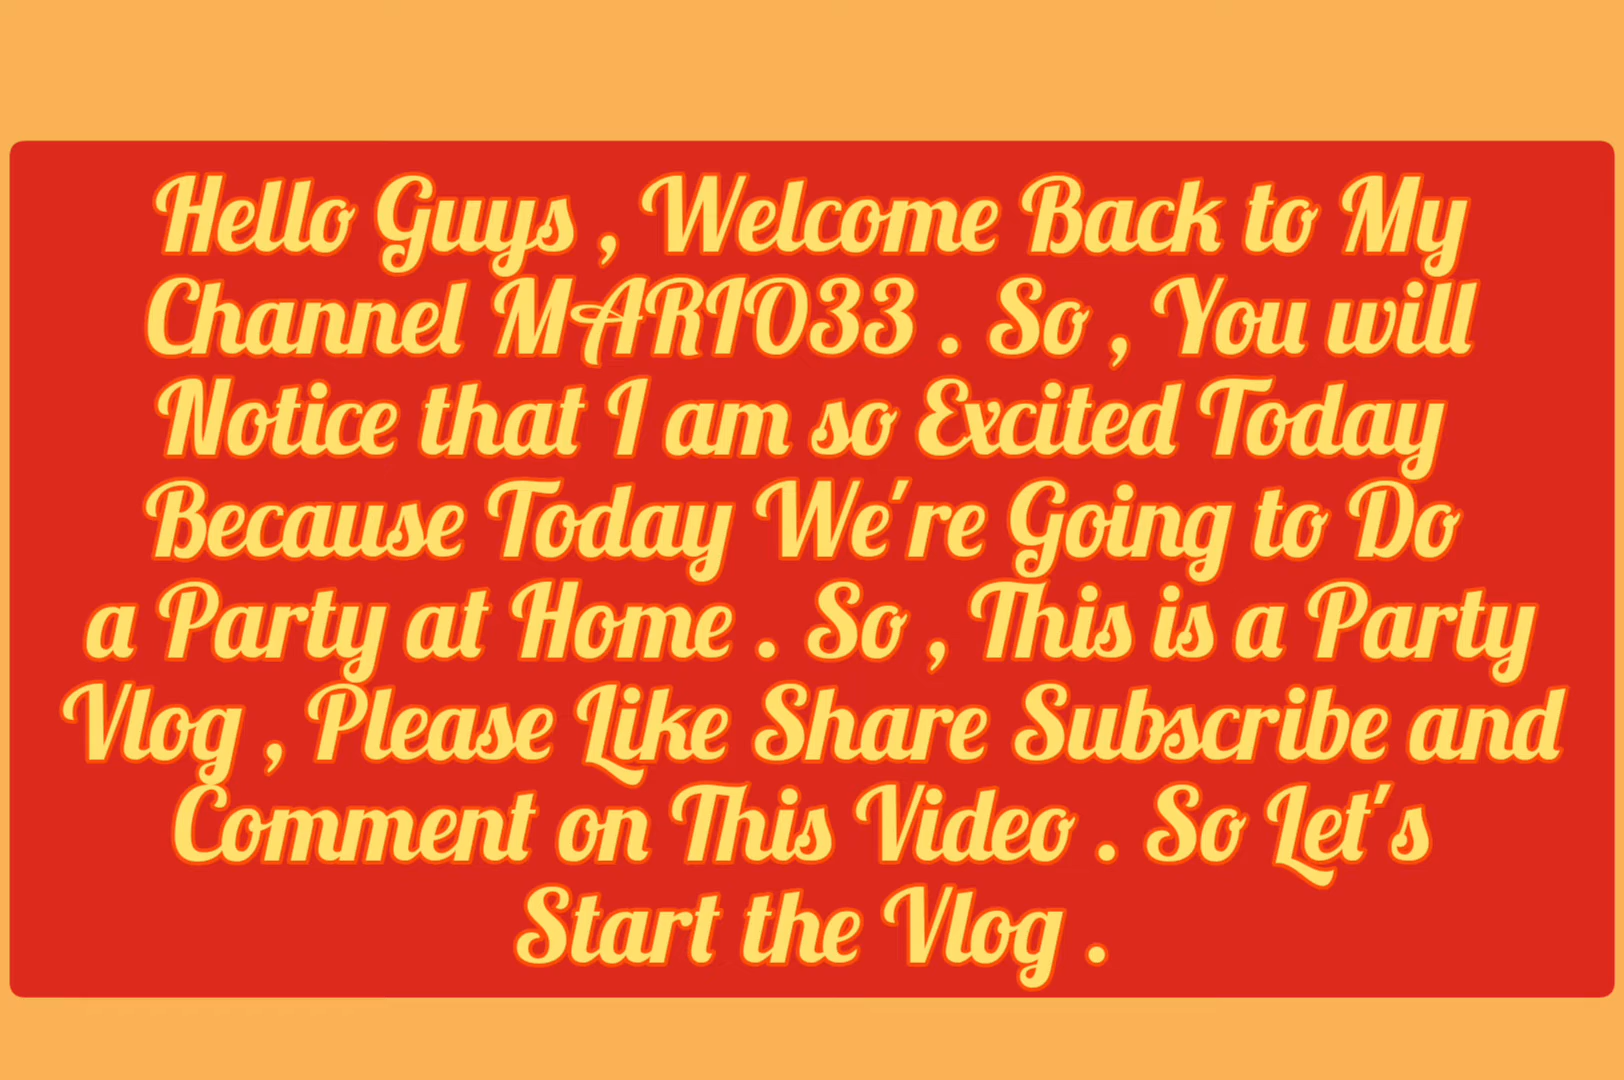 Hello Guys , Welcome Back to My
Channel MARIO33 . So , You will
Notice that I am so Excited Today
Because Today We're Going to Do
a Party at Home . So , This is a Party
Vlog , Please Like Share Subscribe and
Comment on This Video . So Let's
Start the Vlog .